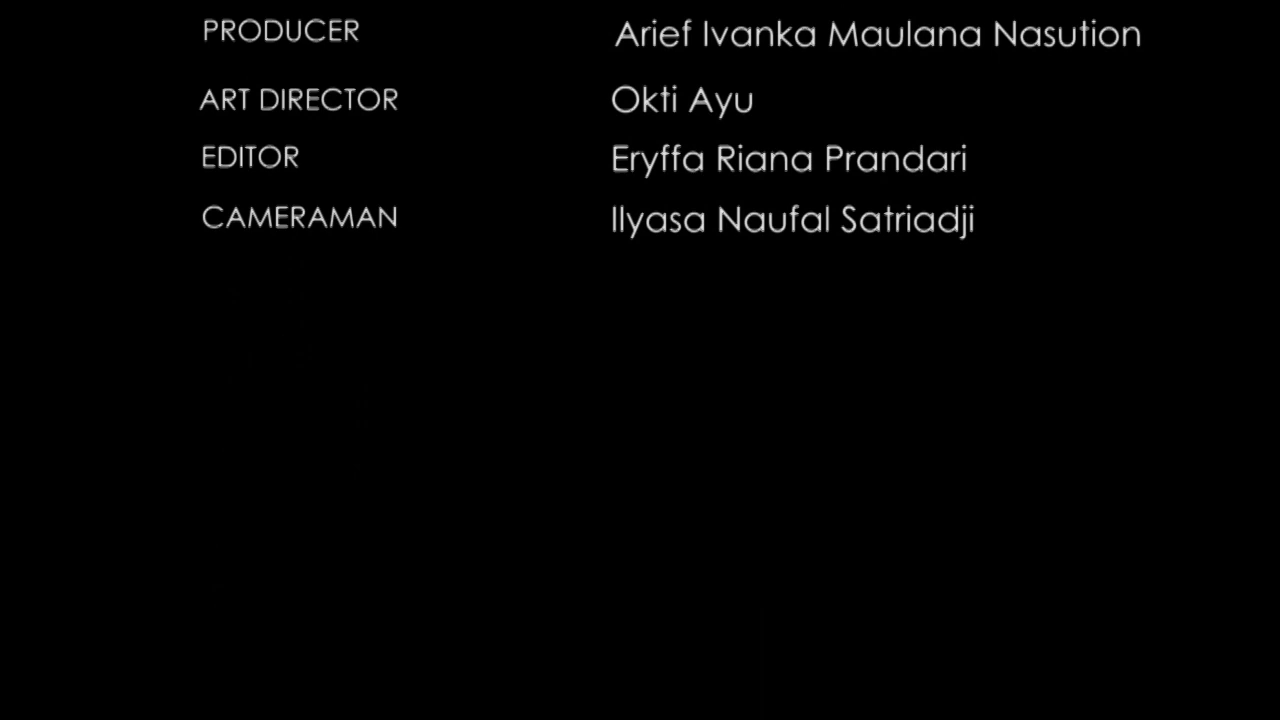 PRODUCER Arief Ivanka Maulana Nasution
ART DIRECTOR Okti Ayu
EDITOR Eryffa Riana Prandari
CAMERAMAN Ilyasa Naufal Satriadji